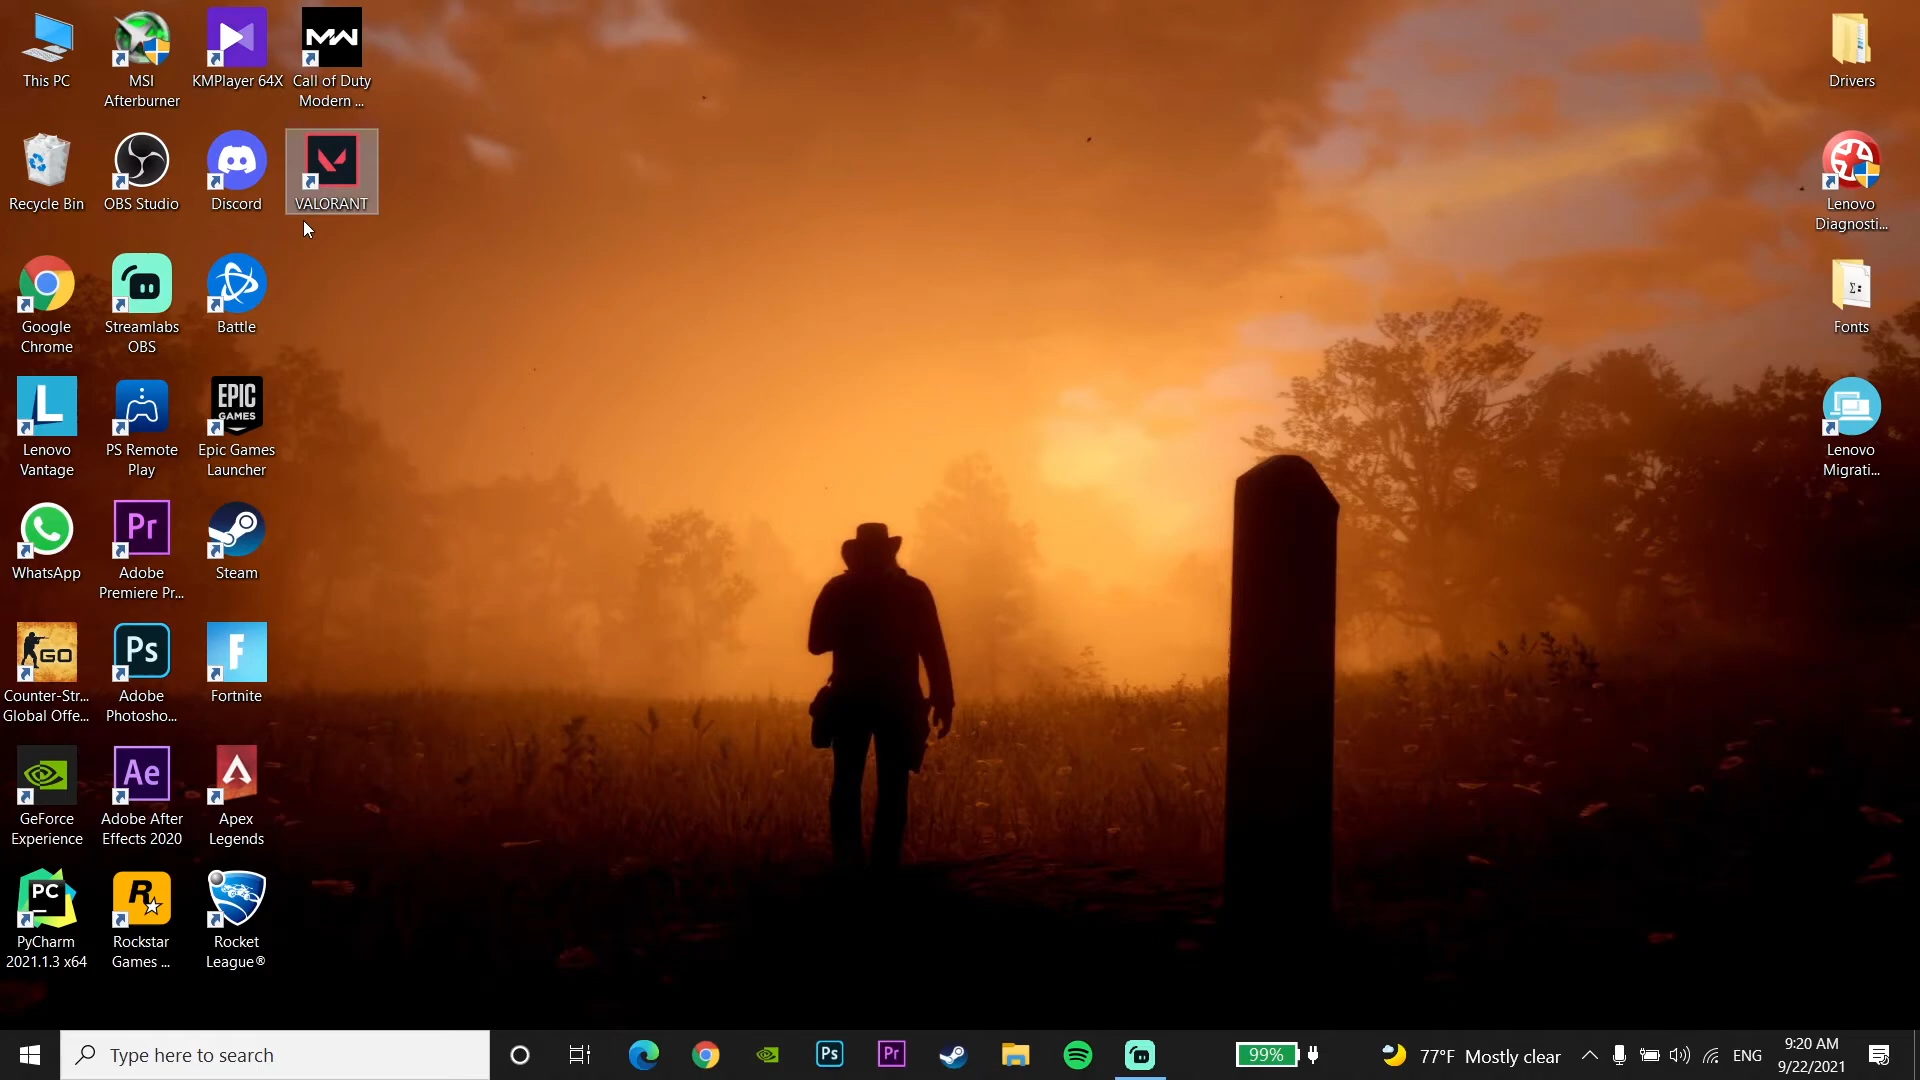 This PC
MSI
Afterburner
KMPlayer 64X
MW
Call of Duty
Modern ...
Drivers
Recycle Bin
OBS Studio
Discord
VALORANT
Lenovo
Diagnosti...
Google
Chrome
Streamlabs
OBS
Battle
Fonts
L
Lenovo
Vantage
PS Remote
Play
EPIC
GAMES
Epic Games
Launcher
Lenovo
Migrati...
WhatsApp
Pr
Adobe
Premiere Pr...
Steam
GO
Counter-Str...
Global Offe...
Ps
Adobe
Photosho...
F
Fortnite
GeForce
Experience
Ae
Adobe After
Effects 2020
Apex
Legends
PC
PyCharm
2021.1.3 x64
R
Rockstar
Games ...
Rocket
League®
Type here to search
Ps
Pr
99%
77°F Mostly clear
ENG
9:20 AM
9/22/2021